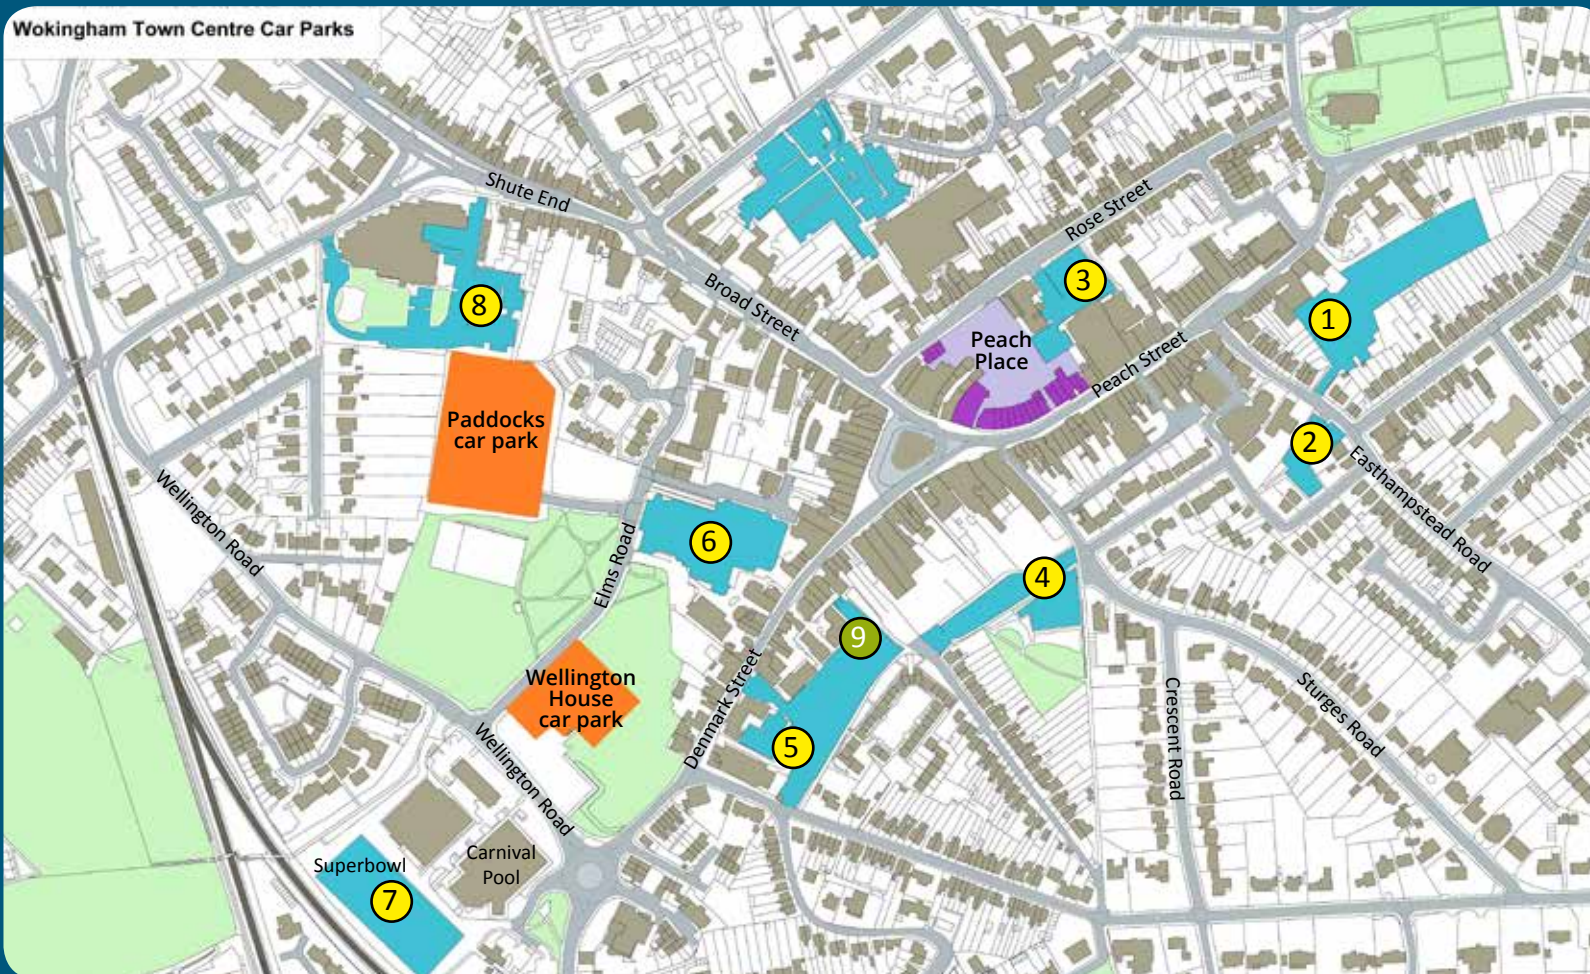 Wokingham Town Centre Car Parks
Shute End
Rose Street
Broad Street
3
8
1
Peach
Place
Peach Street
Paddocks
car park
2
Easthampstead Road
Wellington Road
6
Elms Road
4
9
Wellington
House
car park
Denmark Street
5
Crescent Road
Sturges Road
Wellington Road
Superbowl
Carnival
Pool
7